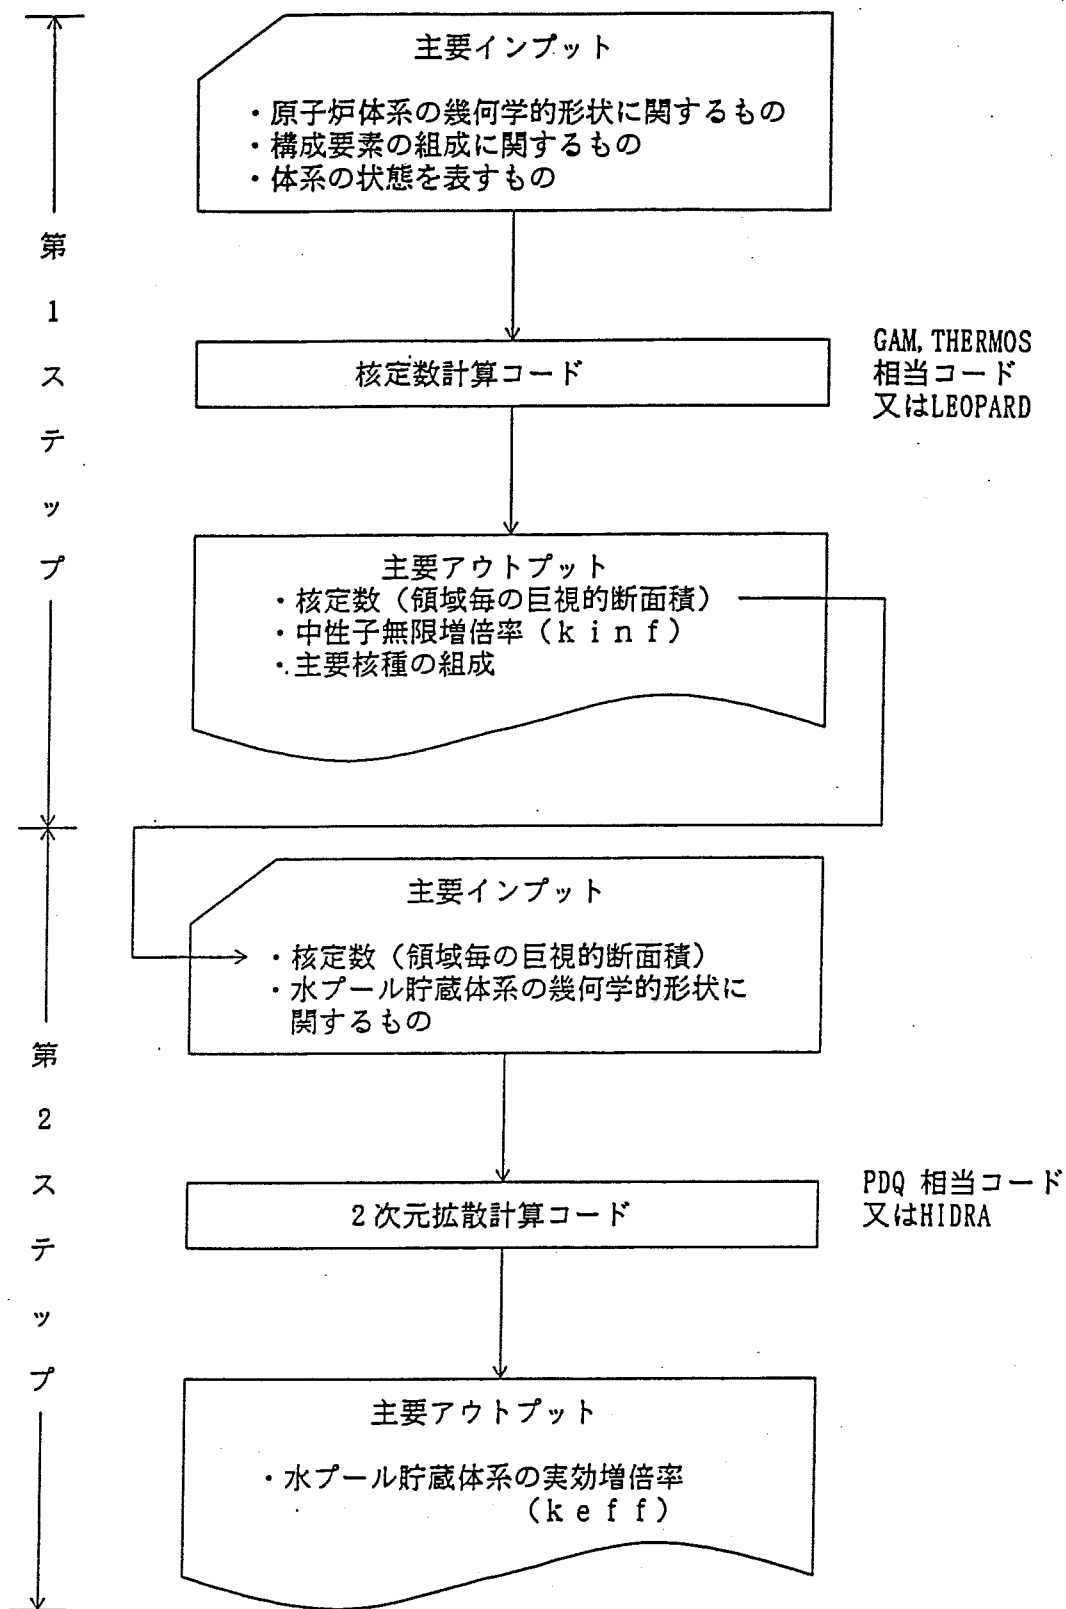 主要インプット
・原子炉体系の幾何学的形状に関するもの
・構成要素の組成に関するもの
・体系の状態を表すもの
第1ステップ
核定数計算コード
GAM, THERMOS
相当コード
又はLEOPARD
主要アウトプット
・核定数（領域毎の巨視的断面積）
・中性子無限増倍率（ｋｉｎｆ）
・主要核種の組成
主要インプット
・核定数（領域毎の巨視的断面積）
・水プール貯蔵体系の幾何学的形状に
関するもの
第2ステップ
2次元拡散計算コード
PDQ 相当コード
又はHIDRA
主要アウトプット
・水プール貯蔵体系の実効増倍率
（ｋｅｆｆ）